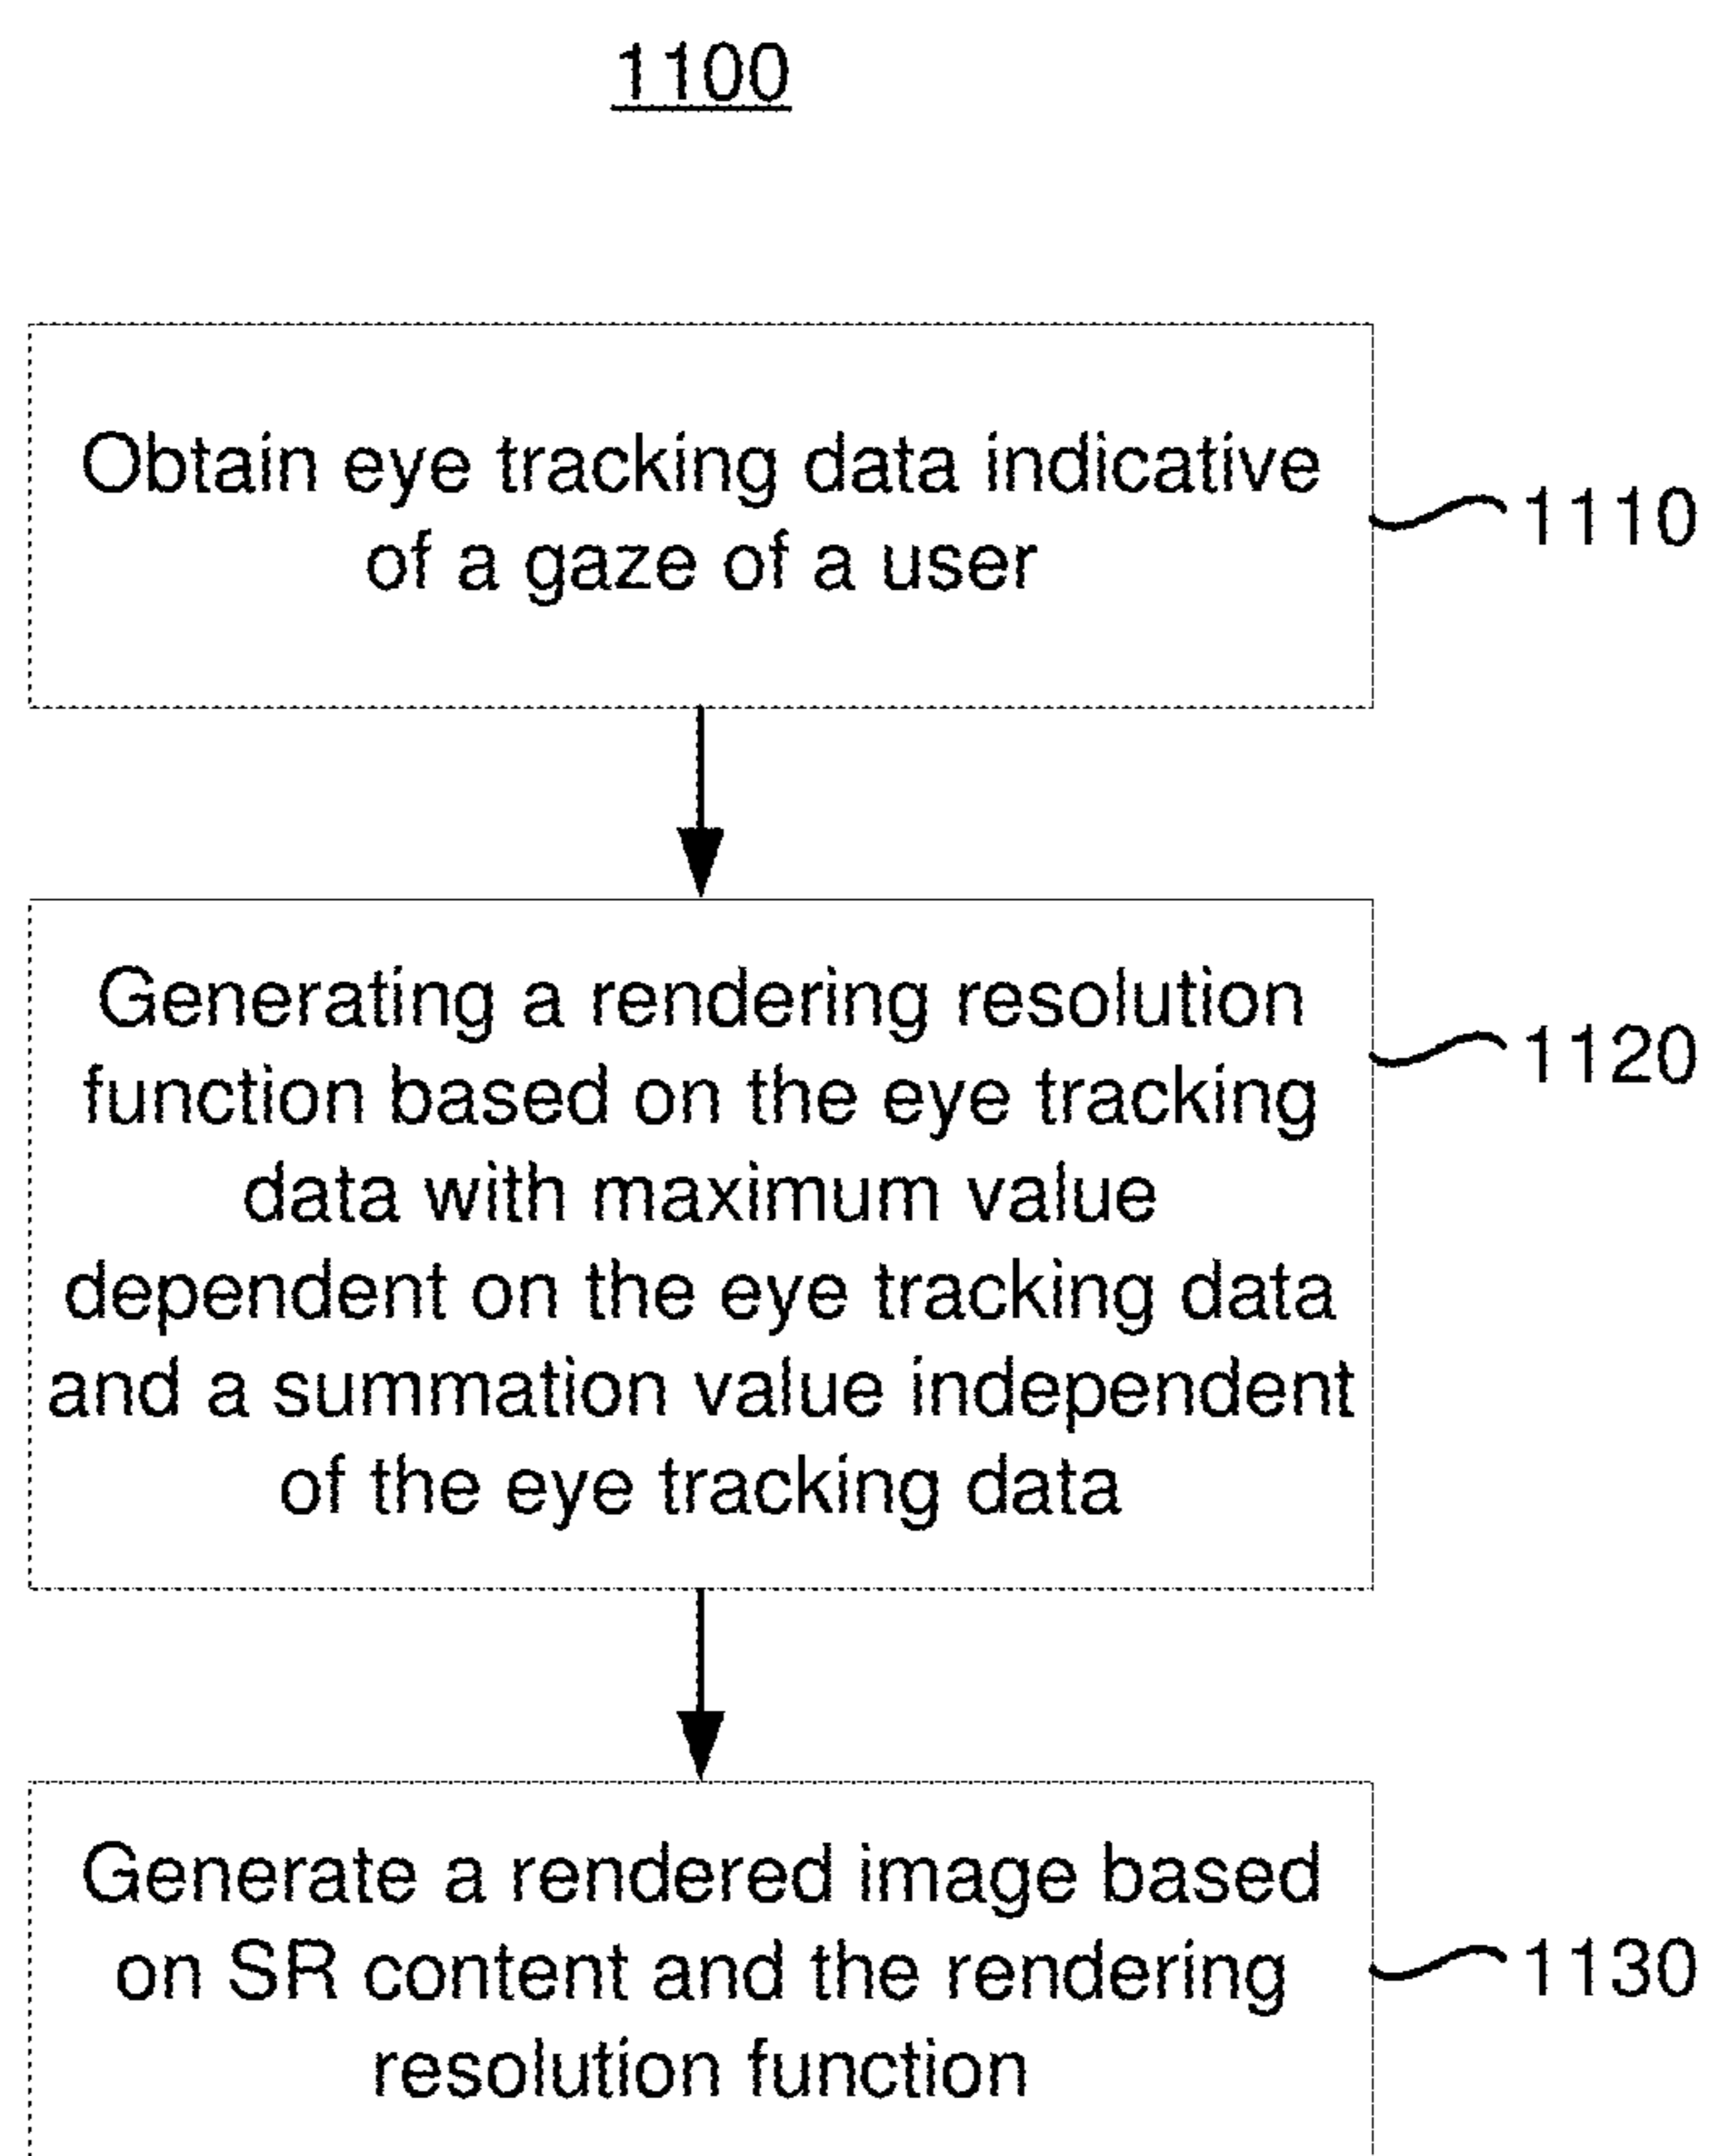 1100
Obtain eye tracking data indicative
of a gaze of a user
1110
Generating a rendering resolution
function based on the eye tracking
data with maximum value
dependent on the eye tracking data
and a summation value independent
of the eye tracking data
1120
Generate a rendered image based
on SR content and the rendering
resolution function
1130